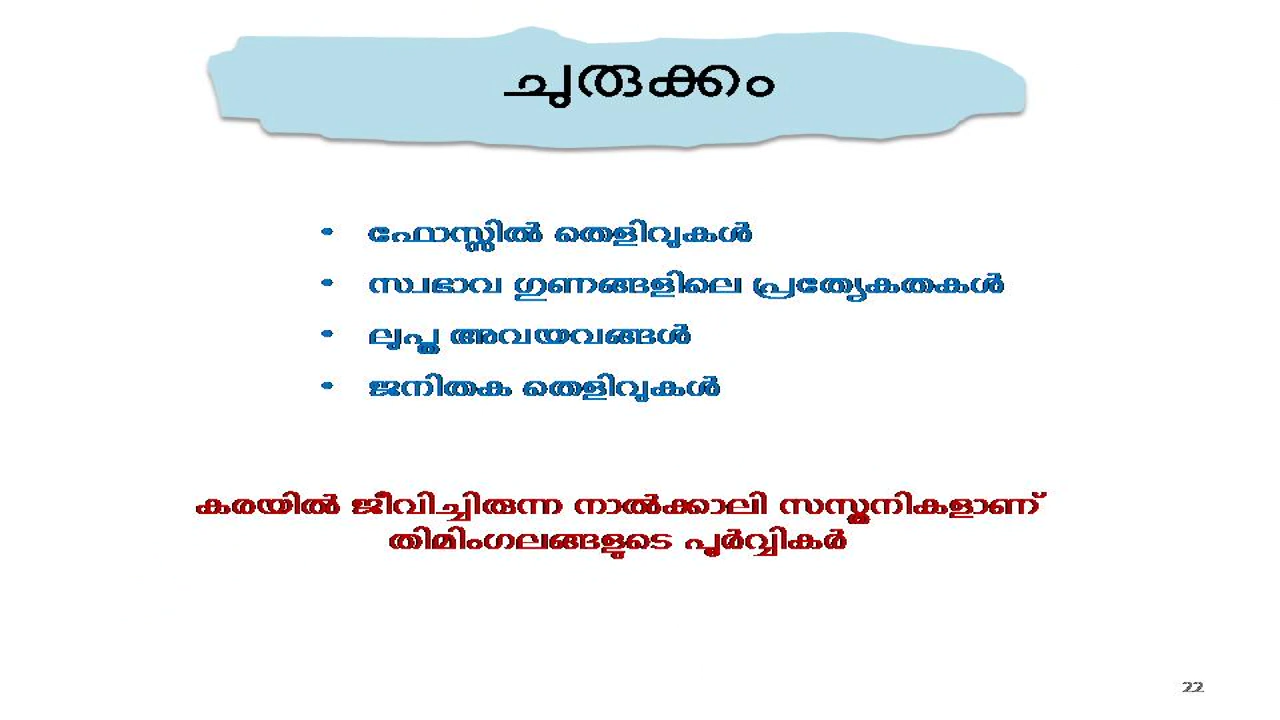 ചുരുക്കം
• ഫോസ്സിൽ തെളിവുകൾ
• സ്വഭാവ ഗുണങ്ങളിലെ പ്രത്യേകതകൾ
• ലുപ്ത അവയവങ്ങൾ
• ജനിതക തെളിവുകൾ
കരയിൽ ജീവിച്ചിരുന്ന നാൽക്കാലി സസ്തനികളാണ്
തിമിംഗലങ്ങളുടെ പൂർവ്വികർ
22